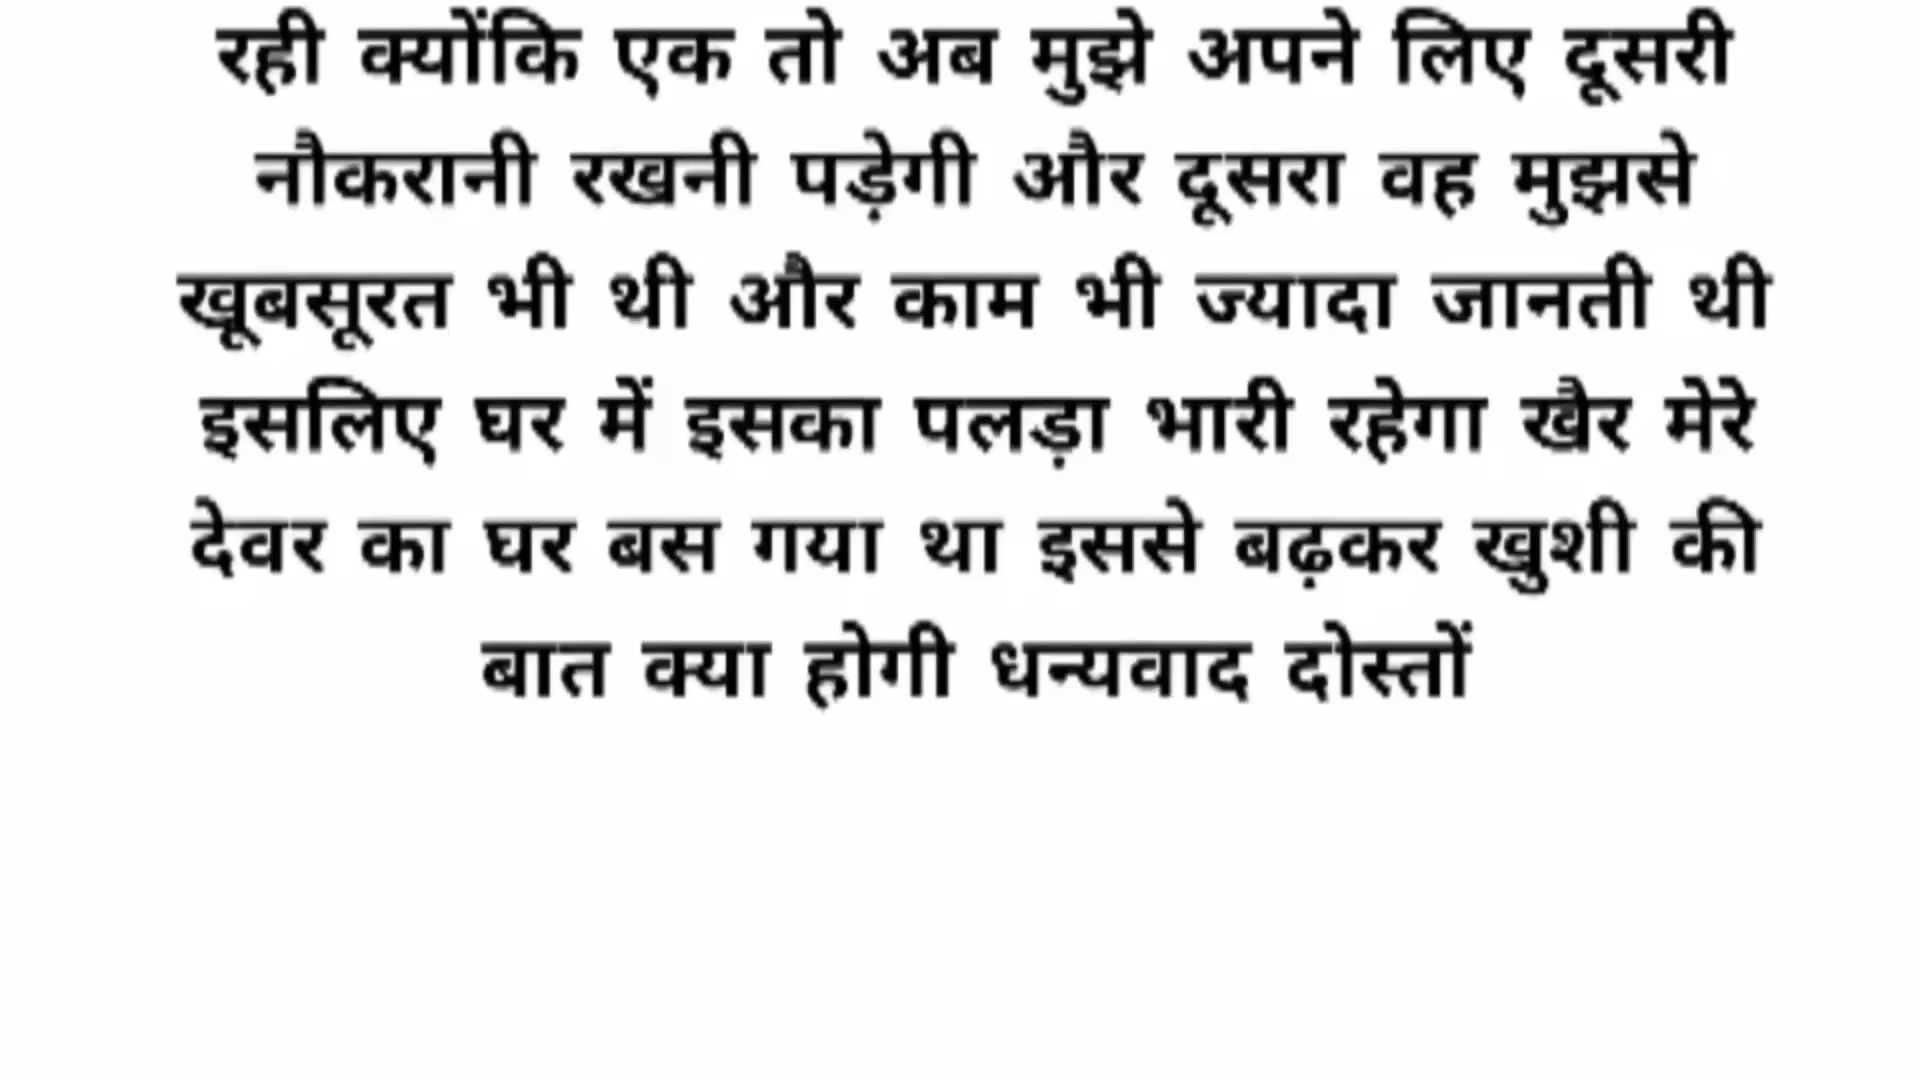 रही क्योंकि एक तो अब मुझे अपने लिए दूसरी
नौकरानी रखनी पड़ेगी और दूसरा वह मुझसे
खूबसूरत भी थी और काम भी ज्यादा जानती थी
इसलिए घर में इसका पलड़ा भारी रहेगा खैर मेरे
देवर का घर बस गया था इससे बढ़कर खुशी की
बात क्या होगी धन्यवाद दोस्तों